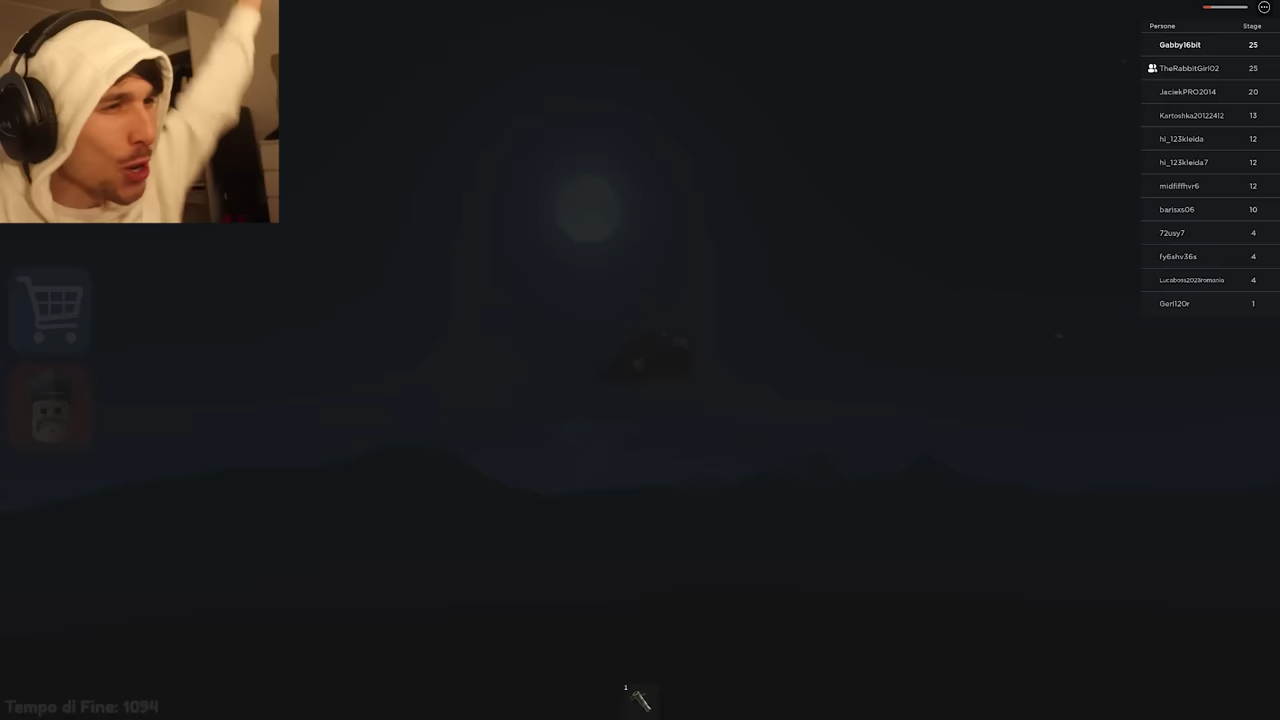 Persone Stage
Gabby16bit 25
TheRabbitGirl02 25
JaciekPRO2014 20
Kartoshka20122412 13
hi_123kleida 12
hi_123kleida7 12
midfiffhvr6 12
barisxs06 10
72usy7 4
fy6shv36s 4
Lucaboss2023romania 4
Gerl120r 1
1
Tempo di Fine: 1094